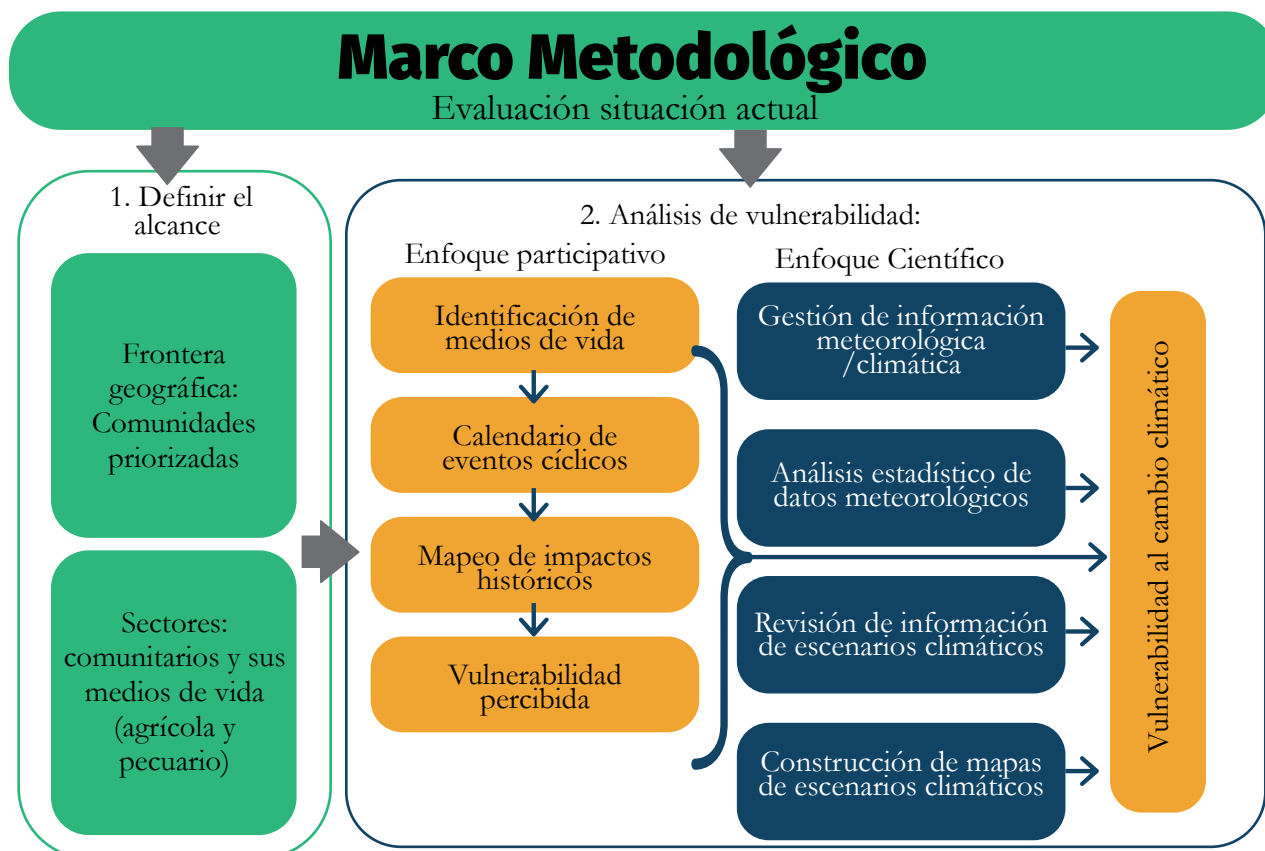 Marco Metodológico
Evaluación situación actual
1. Definir el
alcance
Frontera
geográfica:
Comunidades
priorizadas
Sectores:
comunitarios y sus
medios de vida
(agrícola y
pecuario)
2. Análisis de vulnerabilidad:
Enfoque participativo
Identificación de
medios de vida
Calendario de
eventos cíclicos
Mapeo de impactos
históricos
Vulnerabilidad
percibida
Enfoque Científico
Gestión de información
meteorológica
/climática
Análisis estadístico de
datos meteorológicos
Revisión de información
de escenarios climáticos
Construcción de mapas
de escenarios climáticos
Vulnerabilidad al cambio climático